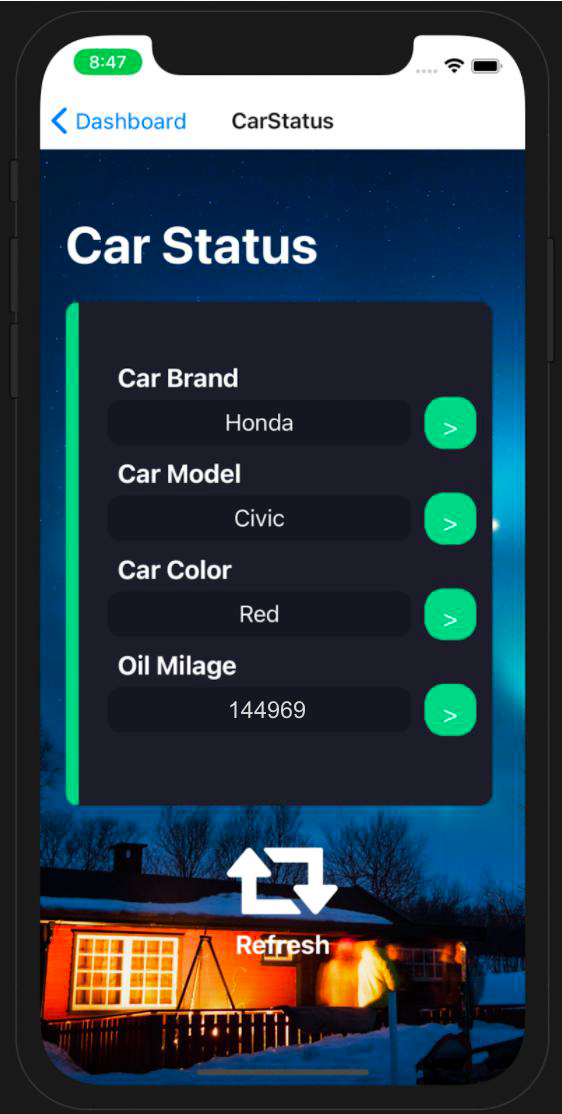 8:47
Dashboard
CarStatus
Car Status
Car Brand
Honda
>
Car Model
Civic
>
Car Color
Red
>
Oil Milage
144969
>
Refresh